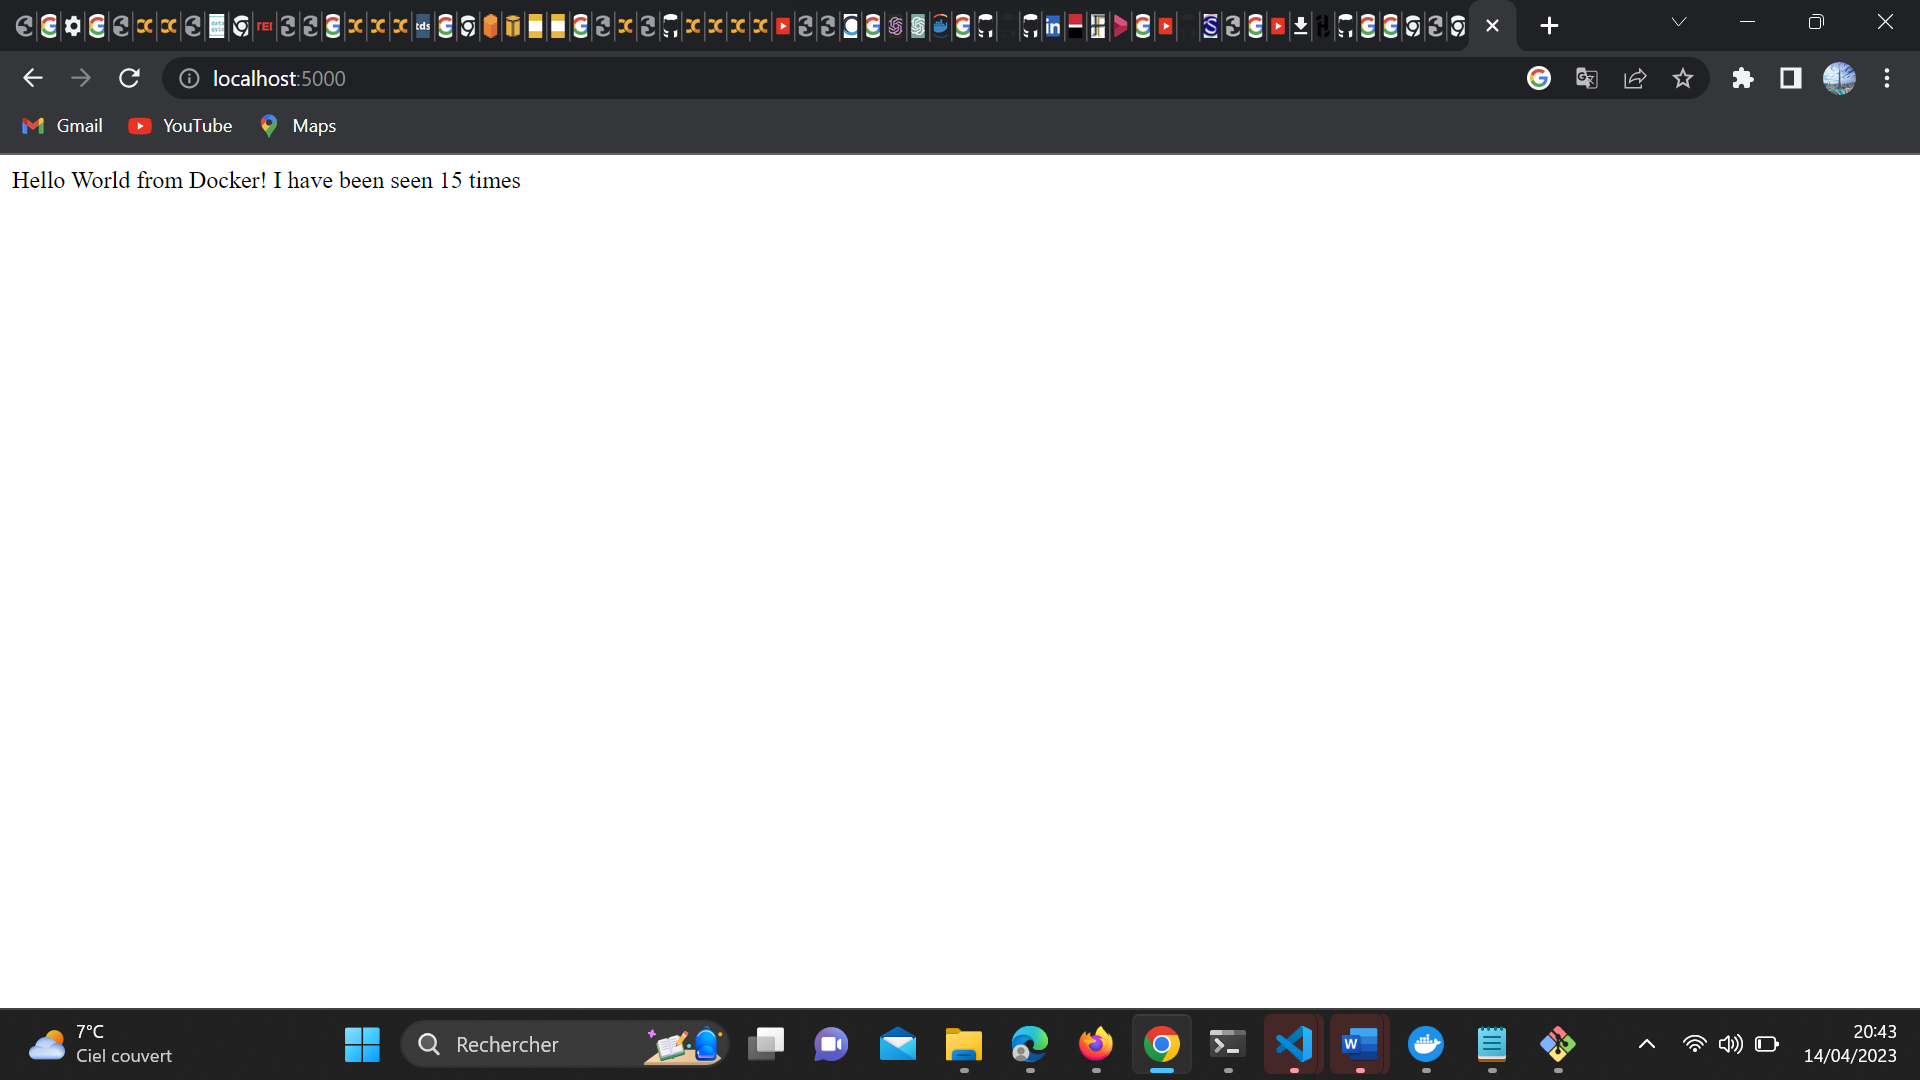 localhost:5000
Gmail
YouTube
Maps
Hello World from Docker! I have been seen 15 times
7°C
Ciel couvert
Rechercher
20:43
14/04/2023